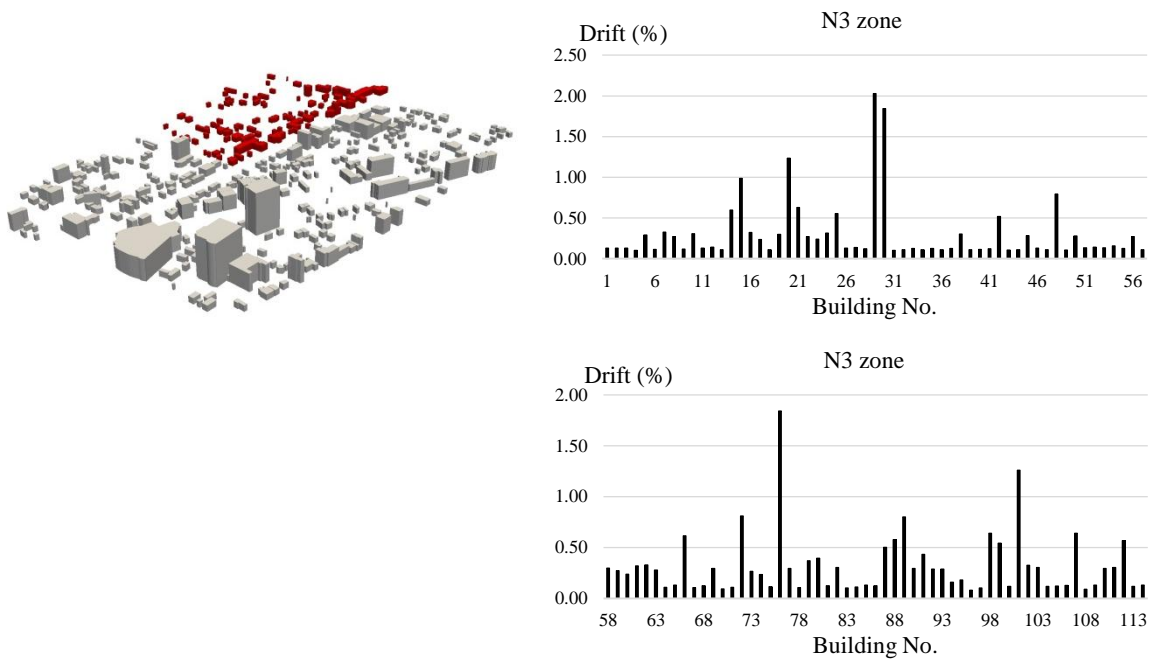 N3 zone
Drift (%)
2.50
2.00
1.50
1.00
0.50
0.00
1 6 11 16 21 26 31 36 41 46 51 56
Building No.
N3 zone
Drift (%)
2.00
1.50
1.00
0.50
0.00
58 63 68 73 78 83 88 93 98 103 108 113
Building No.